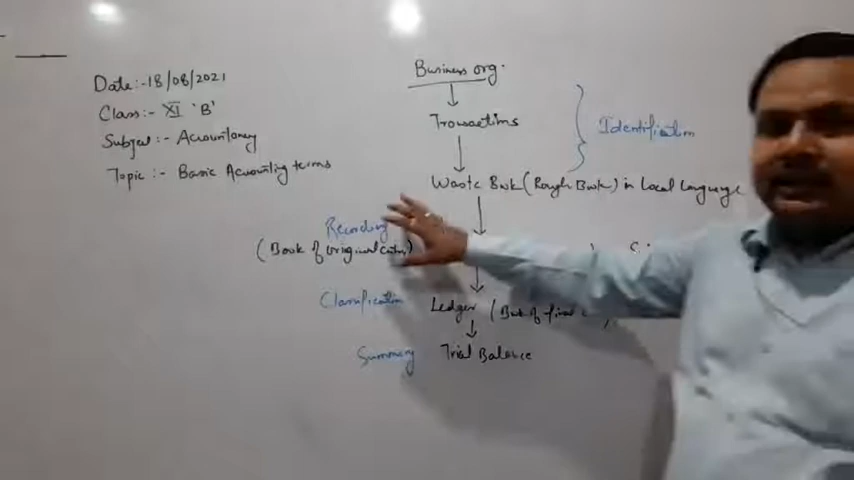 Date:-18/08/2021
Class:- XI 'B'
Subject:- Accountancy
Topic:- Basic Accounting terms
Business org.
Transactions
Identification
Waste Book (Rough Book) in Local Language
Recording
(Book of original entry)
Classification
Ledger (Book of final
Summary
Trial Balance